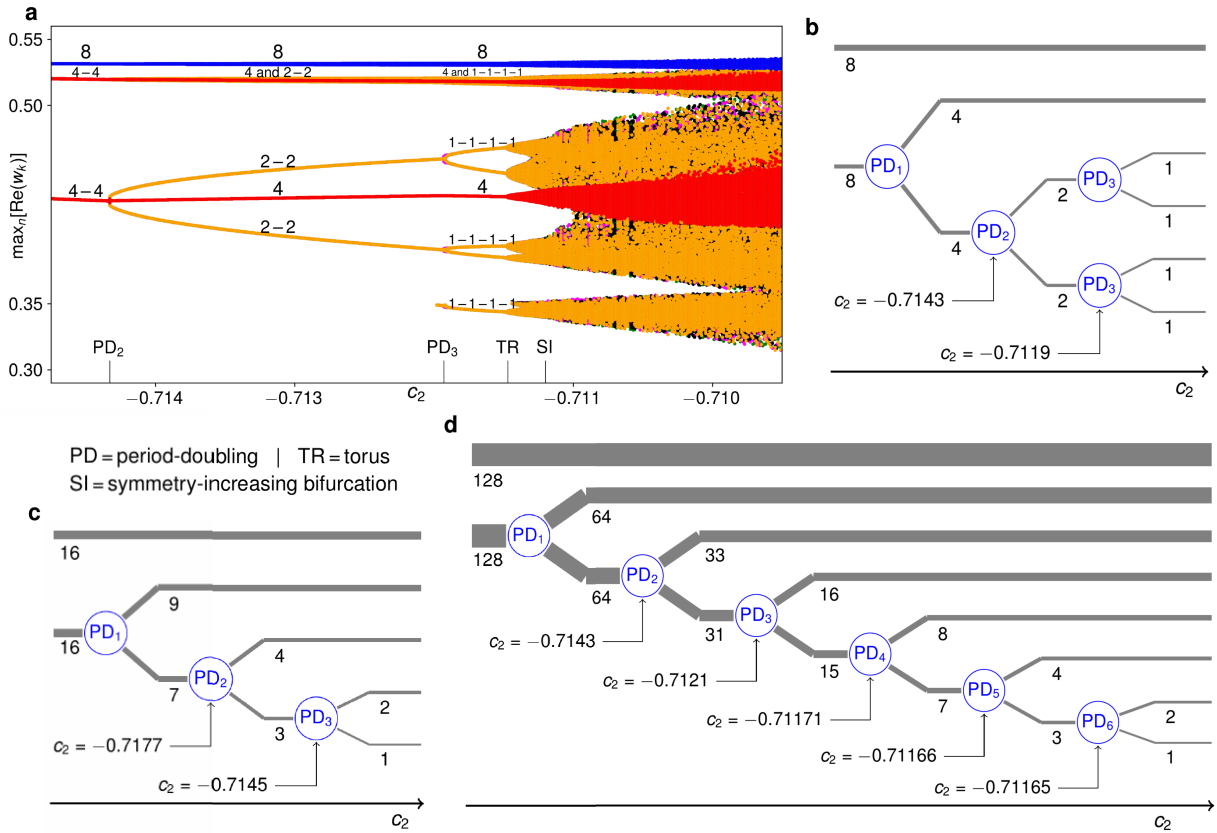 a
0.55
0.50
0.35
0.30
max_n[Re(w_k)]
8
8
8
4−4
4 and 2−2
4 and 1−1−1−1
1−1−1−1
2−2
4−4
4
4
2−2
1−1−1−1
1−1−1−1
PD₂
PD₃
TR
SI
−0.714
−0.713
c₂
−0.711
−0.710
b
8
4
8
PD₁
4
PD₂
2
PD₃
1
1
2
PD₃
1
1
c₂ = −0.7143
c₂ = −0.7119
c₂
PD = period-doubling | TR = torus
SI = symmetry-increasing bifurcation
c
16
9
16
PD₁
7
PD₂
4
3
PD₃
2
1
c₂ = −0.7177
c₂ = −0.7145
c₂
d
128
64
128
PD₁
64
PD₂
33
31
PD₃
16
15
PD₄
8
7
PD₅
4
3
PD₆
2
1
c₂ = −0.7143
c₂ = −0.7121
c₂ = −0.71171
c₂ = −0.71166
c₂ = −0.71165
c₂